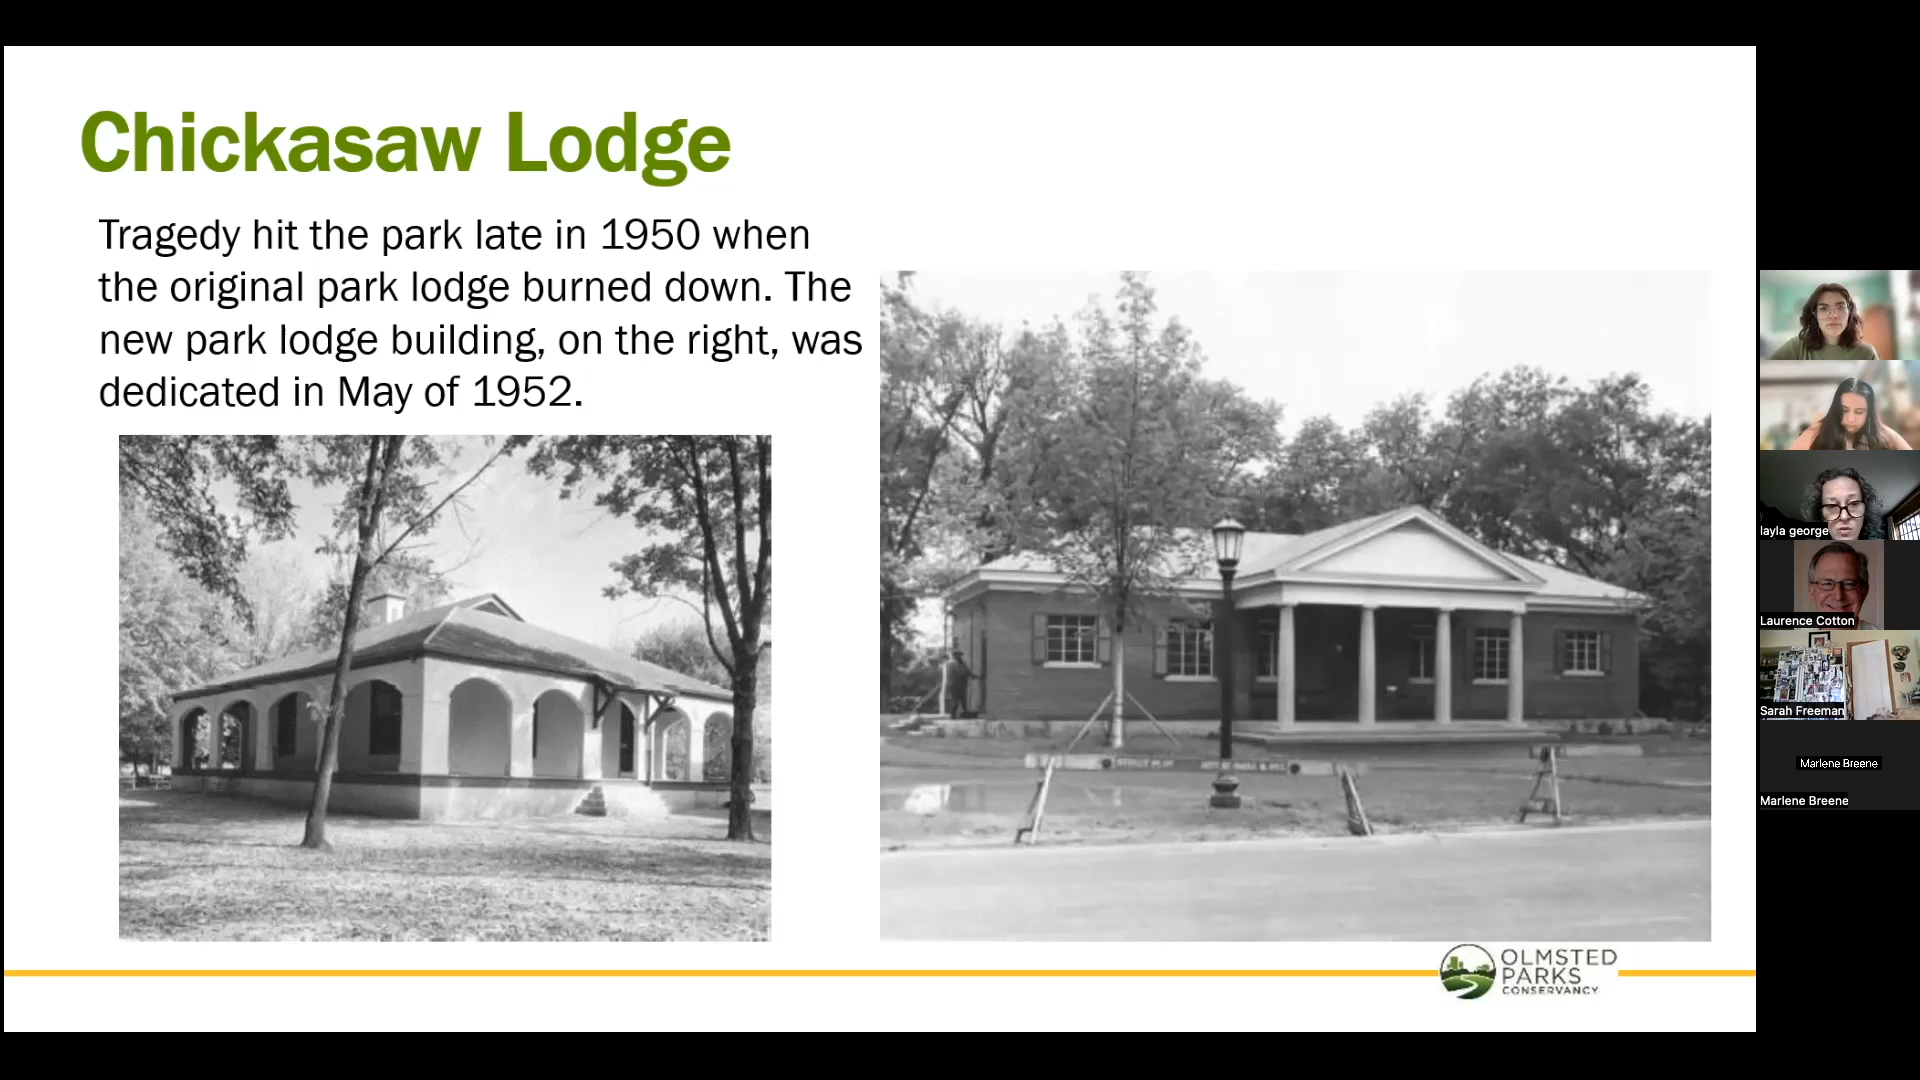 Chickasaw Lodge
Tragedy hit the park late in 1950 when
the original park lodge burned down. The
new park lodge building, on the right, was
dedicated in May of 1952.
OLMSTED
PARKS
CONSERVANCY
layla george
Laurence Cotton
Sarah Freeman
Marlene Breene
Marlene Breene